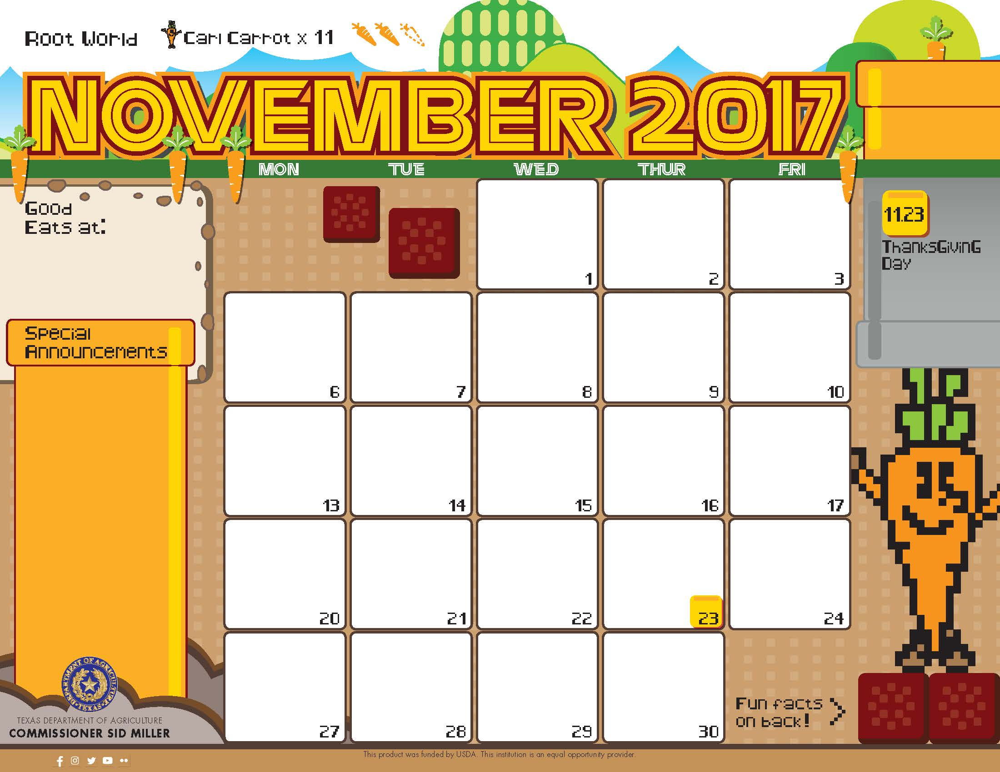 Root World
Carl Carrot x 11
NOVEMBER 2017
MON TUE WED THUR FRI
Good
Eats at:
11.23
ThanksGivinG
Day
1 2 3
Special
Announcements
6 7 8 9 10
13 14 15 16 17
20 21 22 23 24
27 28 29 30
Fun facts
on back!
DEPARTMENT OF AGRICULTURE
TEXAS
TEXAS DEPARTMENT OF AGRICULTURE
COMMISSIONER SID MILLER
This product was funded by USDA. This institution is an equal opportunity provider.